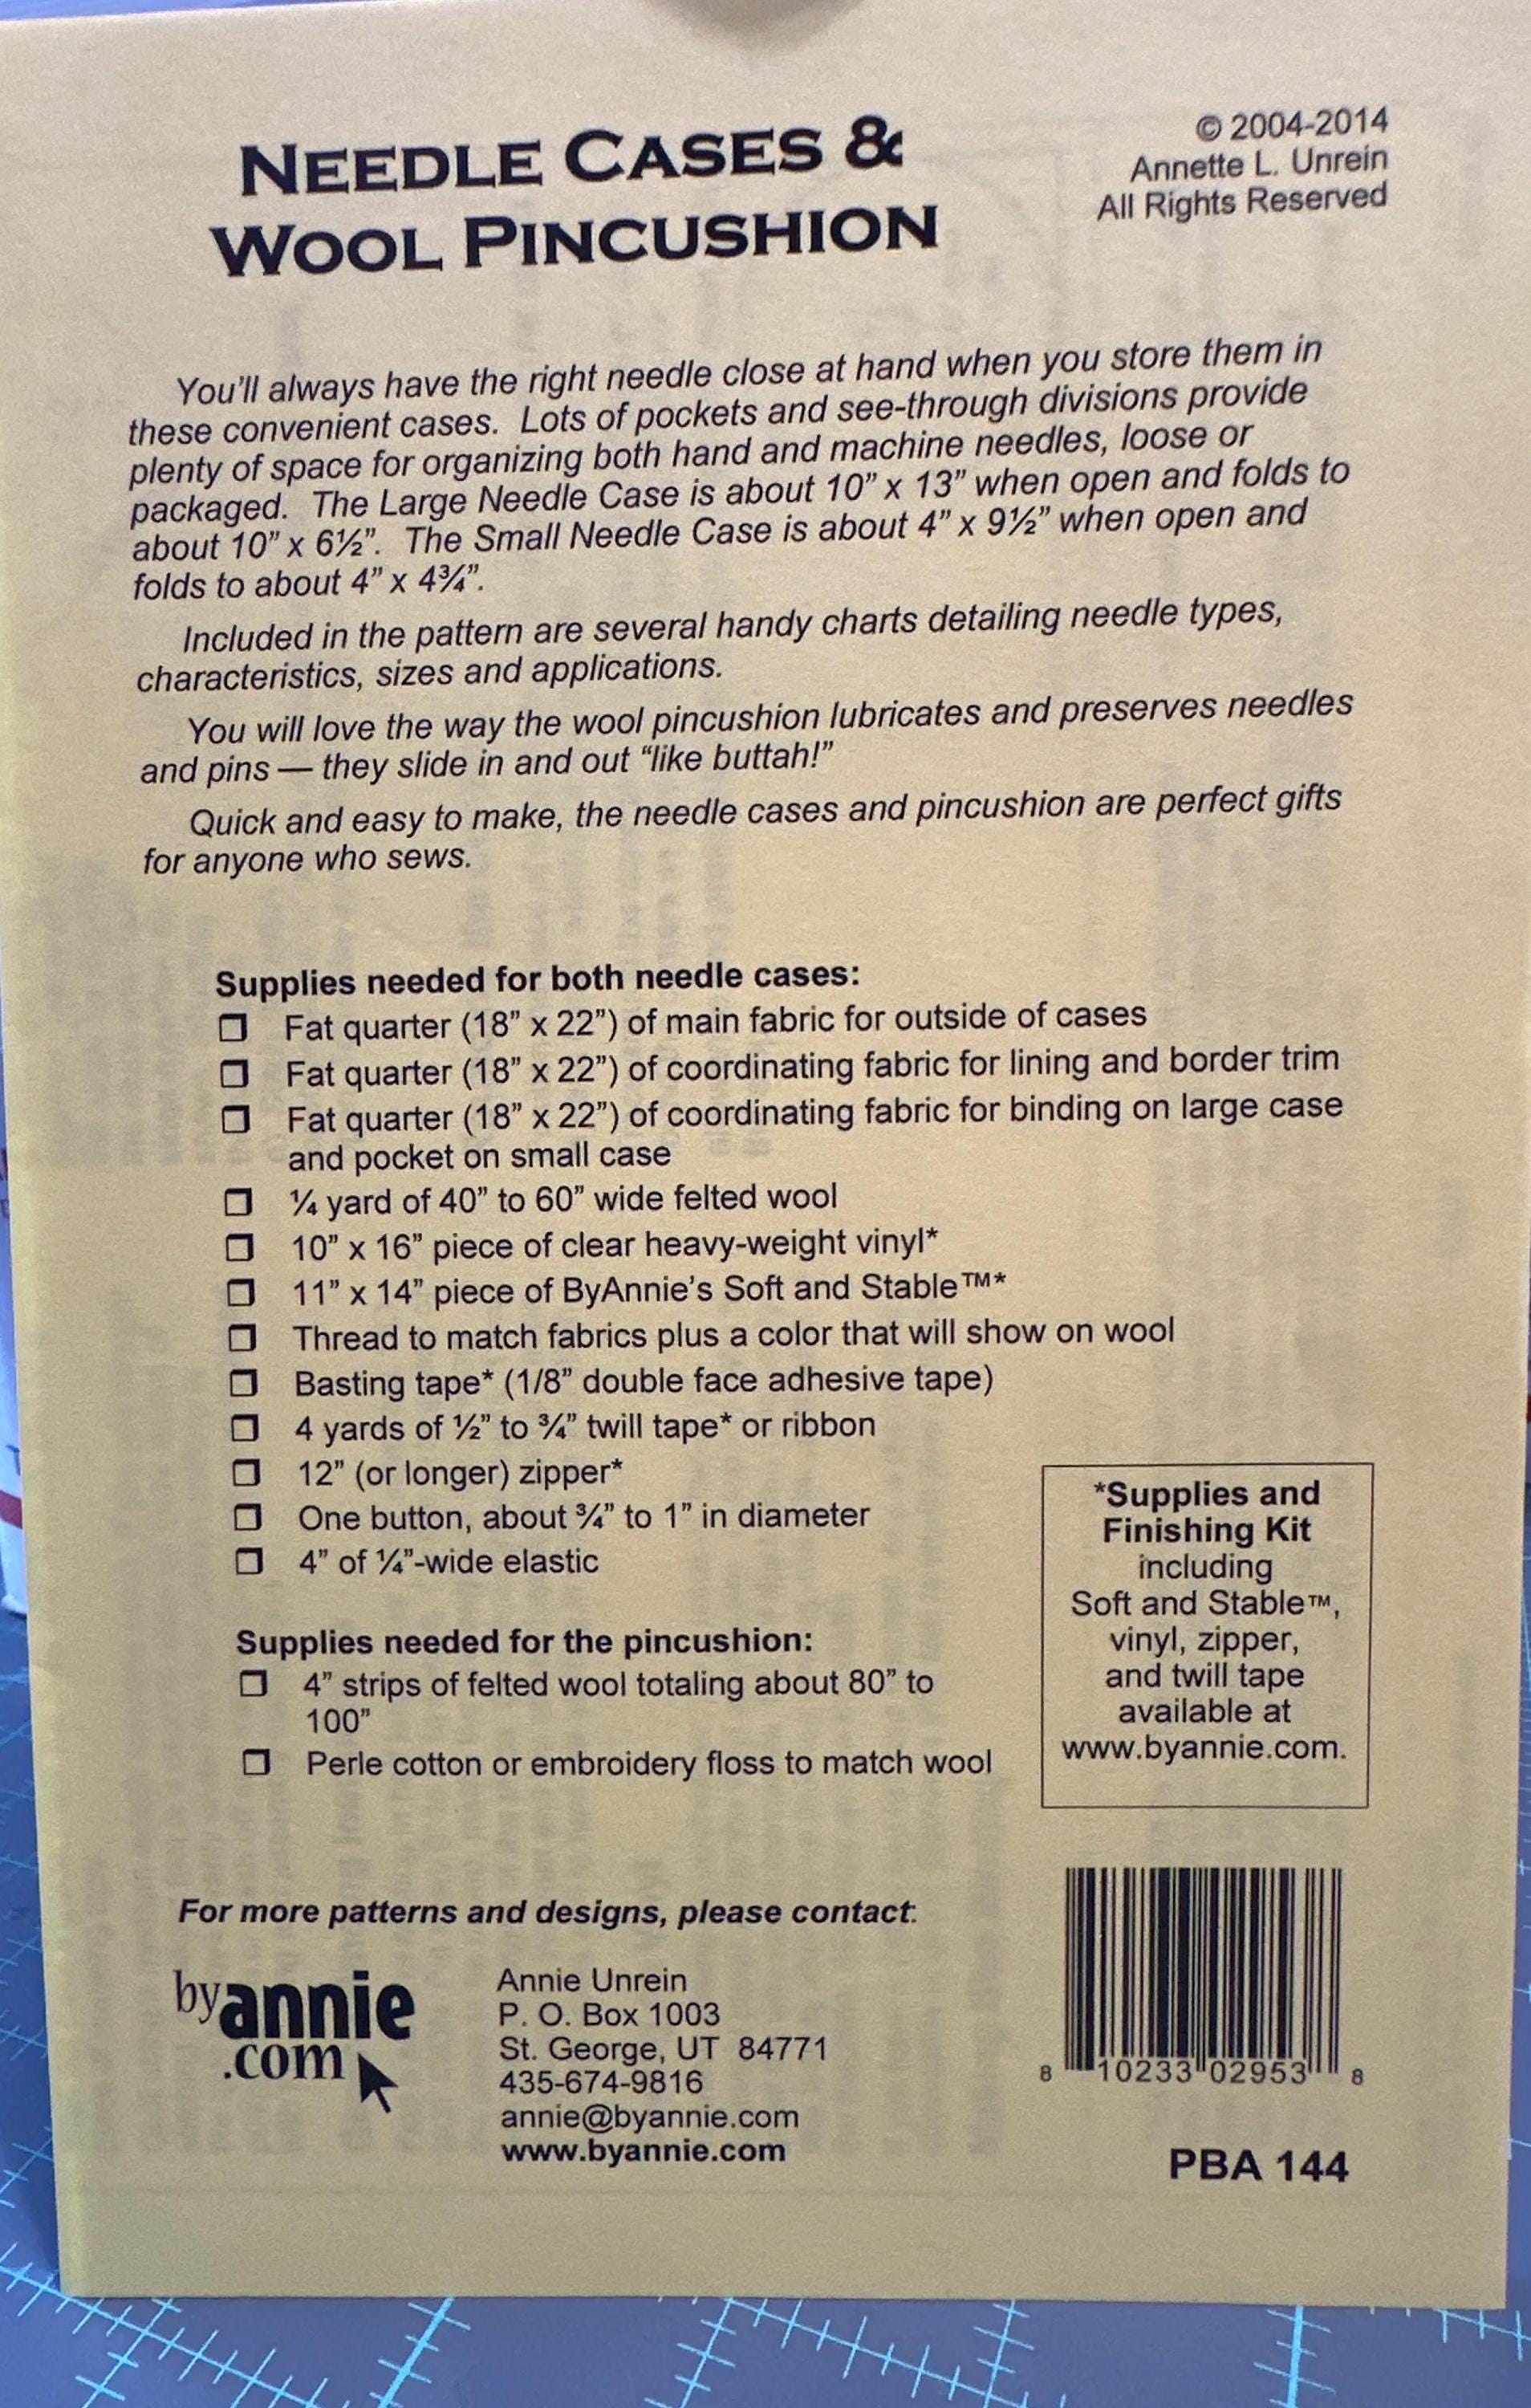 NEEDLE CASES &
WOOL PINCUSHION
© 2004-2014
Annette L. Unrein
All Rights Reserved
You'll always have the right needle close at hand when you store them in
these convenient cases. Lots of pockets and see-through divisions provide
plenty of space for organizing both hand and machine needles, loose or
packaged. The Large Needle Case is about 10” x 13” when open and folds to
about 10” x 6½”. The Small Needle Case is about 4” x 9½” when open and
folds to about 4” x 4¾”.
Included in the pattern are several handy charts detailing needle types,
characteristics, sizes and applications.
You will love the way the wool pincushion lubricates and preserves needles
and pins — they slide in and out “like buttah!”
Quick and easy to make, the needle cases and pincushion are perfect gifts
for anyone who sews.
Supplies needed for both needle cases:
❒ Fat quarter (18” x 22”) of main fabric for outside of cases
❒ Fat quarter (18” x 22”) of coordinating fabric for lining and border trim
❒ Fat quarter (18” x 22”) of coordinating fabric for binding on large case
and pocket on small case
❒ ¼ yard of 40” to 60” wide felted wool
❒ 10” x 16” piece of clear heavy-weight vinyl*
❒ 11” x 14” piece of ByAnnie's Soft and Stable™*
❒ Thread to match fabrics plus a color that will show on wool
❒ Basting tape* (1/8” double face adhesive tape)
❒ 4 yards of ½” to ¾” twill tape* or ribbon
❒ 12” (or longer) zipper*
❒ One button, about ¾” to 1” in diameter
❒ 4” of ¼”-wide elastic
Supplies needed for the pincushion:
❒ 4” strips of felted wool totaling about 80” to
100”
❒ Perle cotton or embroidery floss to match wool
*Supplies and
Finishing Kit
including
Soft and Stable™,
vinyl, zipper,
and twill tape
available at
www.byannie.com.
For more patterns and designs, please contact:
byannie
.com
Annie Unrein
P. O. Box 1003
St. George, UT 84771
435-674-9816
annie@byannie.com
www.byannie.com
8 10233 02953 8
PBA 144